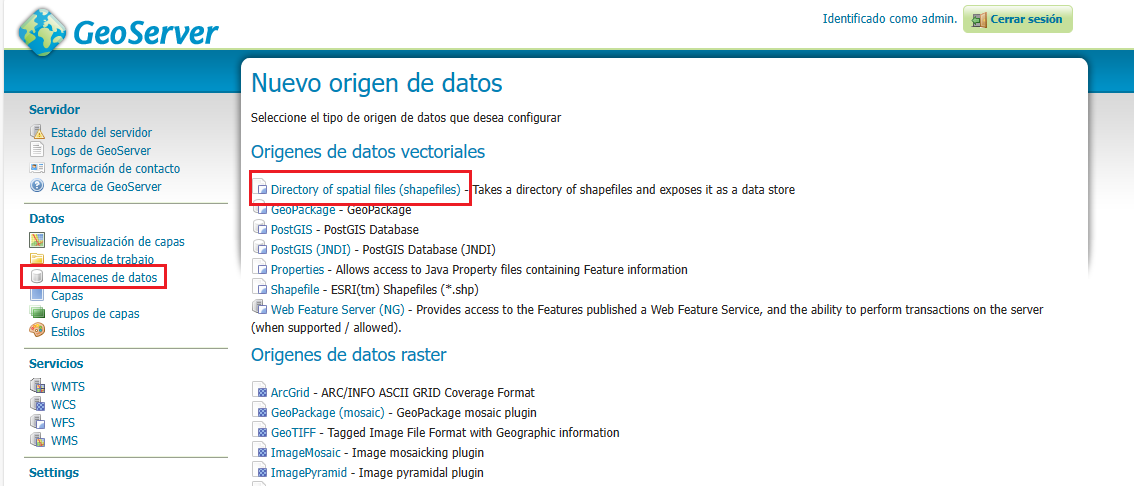 GeoServer
Identificado como admin.
Cerrar sesión
Servidor
Estado del servidor
Logs de GeoServer
Información de contacto
Acerca de GeoServer
Datos
Previsualización de capas
Espacios de trabajo
Almacenes de datos
Capas
Grupos de capas
Estilos
Servicios
WMTS
WCS
WFS
WMS
Settings
Nuevo origen de datos
Seleccione el tipo de origen de datos que desea configurar
Origenes de datos vectoriales
Directory of spatial files (shapefiles) - Takes a directory of shapefiles and exposes it as a data store
GeoPackage - GeoPackage
PostGIS - PostGIS Database
PostGIS (JNDI) - PostGIS Database (JNDI)
Properties - Allows access to Java Property files containing Feature information
Shapefile - ESRI(tm) Shapefiles (*.shp)
Web Feature Server (NG) - Provides access to the Features published a Web Feature Service, and the ability to perform transactions on the server
(when supported / allowed).
Origenes de datos raster
ArcGrid - ARC/INFO ASCII GRID Coverage Format
GeoPackage (mosaic) - GeoPackage mosaic plugin
GeoTIFF - Tagged Image File Format with Geographic information
ImageMosaic - Image mosaicking plugin
ImagePyramid - Image pyramidal plugin